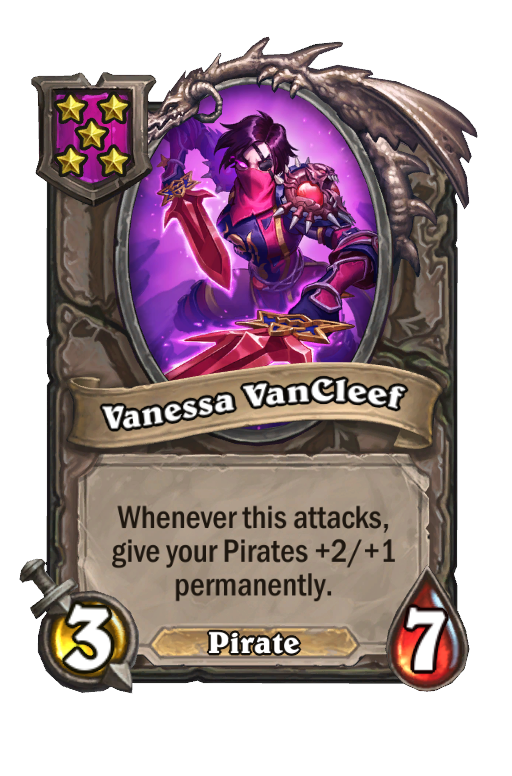 Vanessa VanCleef
Whenever this attacks,
give your Pirates +2/+1
permanently.
3
Pirate
7